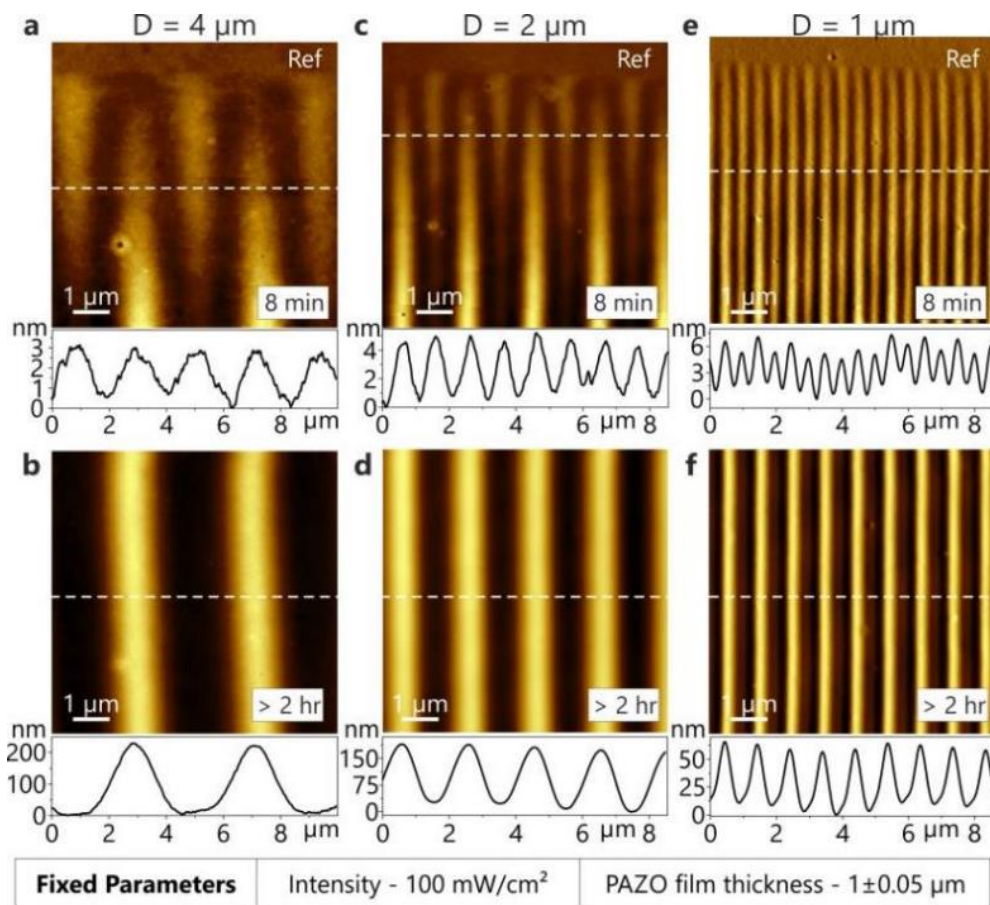 a D = 4 µm
Ref
1 µm
8 min
nm
3
2
1
0
0 2 4 6 8 µm
c D = 2 µm
Ref
1 µm
8 min
nm
4
2
0
0 2 4 6 µm 8
e D = 1 µm
Ref
1 µm
8 min
nm
6
3
0
0 2 4 6 µm 8
b
1 µm
> 2 hr
nm
200
100
0
0 2 4 6 8 µm
d
1 µm
> 2 hr
nm
150
75
0
0 2 4 6 µm 8
f
1 µm
> 2 hr
nm
50
25
0
0 2 4 6 µm 8
Fixed Parameters Intensity - 100 mW/cm² PAZO film thickness - 1±0.05 µm